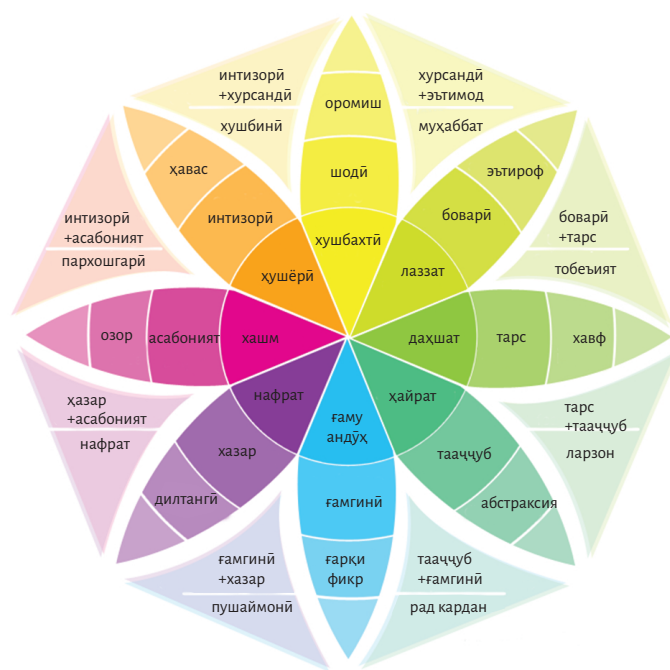 интизорӣ
+хурсандӣ
хушбинӣ
оромиш
хурсандӣ
+эътимод
муҳаббат
ҳавас
шодӣ
эътироф
интизорӣ
боварӣ
интизорӣ
+асабоният
пархошгарӣ
хушбахтӣ
боварӣ
+тарс
тобеъият
ҳушёрӣ
лаззат
озор
асабоният
хашм
даҳшат
тарс
хавф
ҳазар
+асабоният
нафрат
нафрат
ғаму
андӯҳ
ҳайрат
тарс
+тааҷҷуб
ларзон
хазар
тааҷҷуб
дилтангӣ
ғамгинӣ
абстраксия
ғамгинӣ
+хазар
пушаймонӣ
ғарқи
фикр
тааҷҷуб
+ғамгинӣ
рад кардан